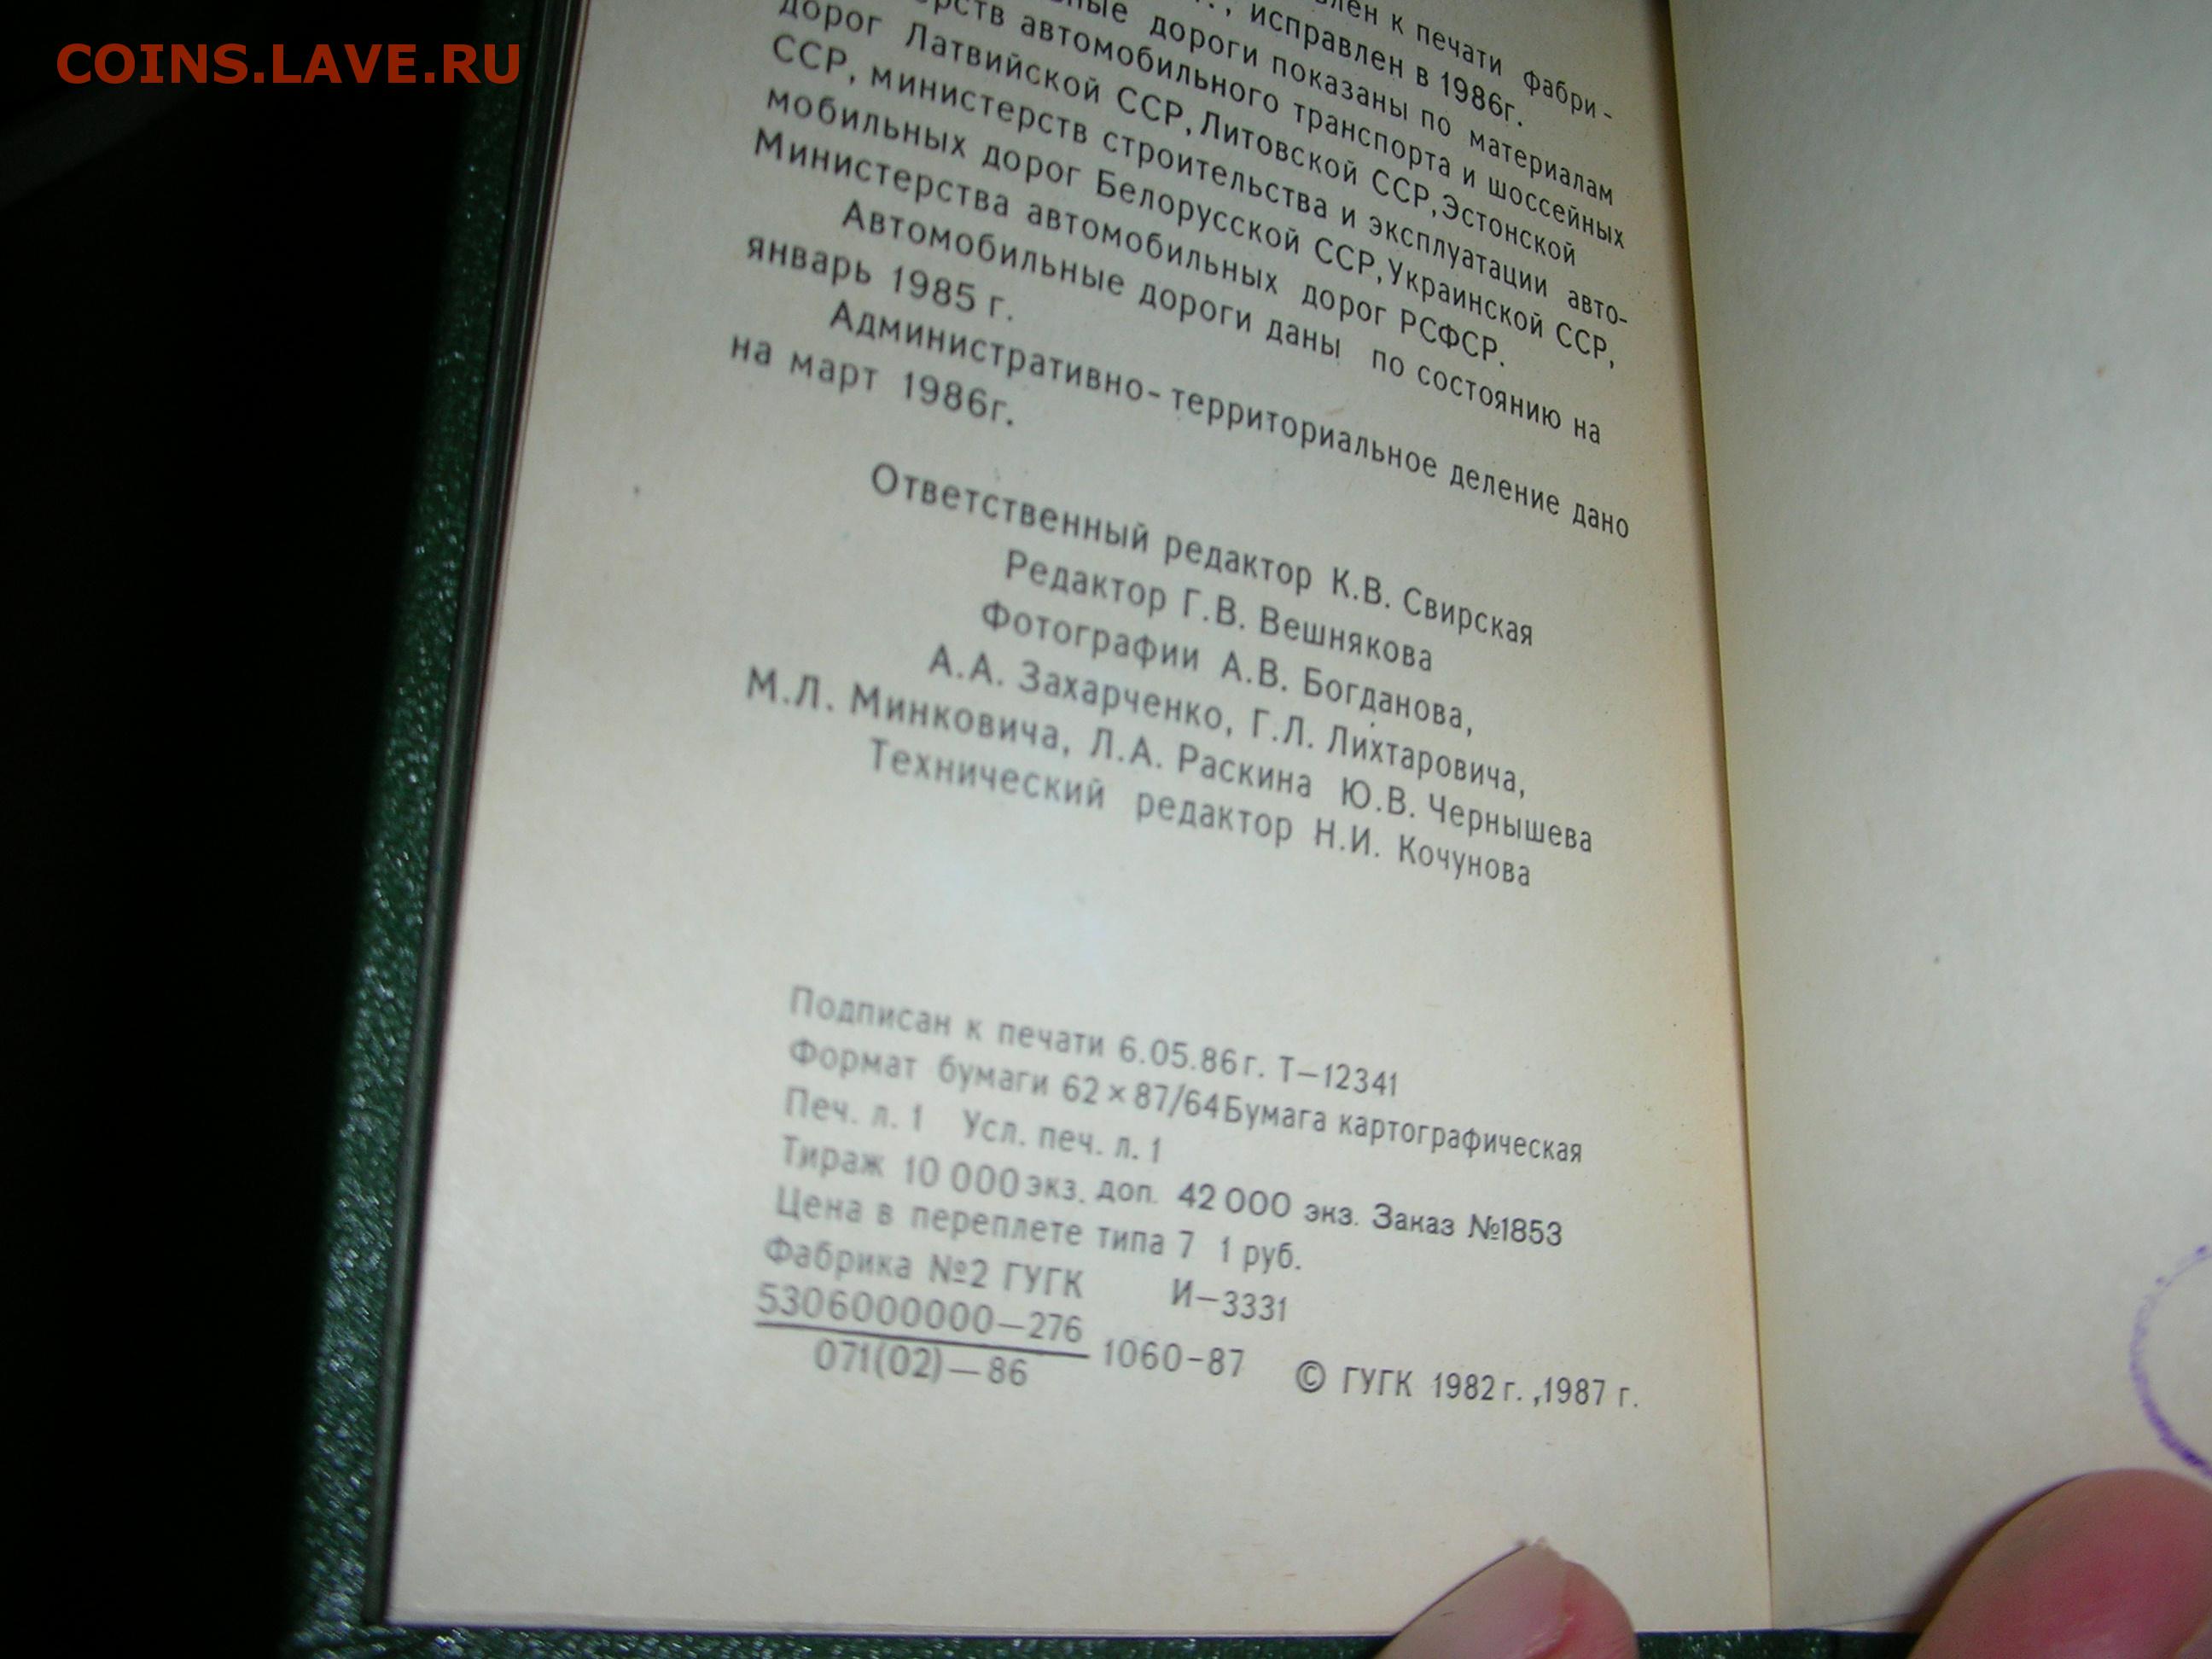 COINS.LAVE.RU
к печати фабри-
исправлен в 1986г.
дороги показаны по материалам
автомобильного транспорта и шоссейных
дорог Латвийской ССР, Литовской ССР, Эстонской
ССР, министерств строительства и эксплуатации авто-
мобильных дорог Белорусской ССР, Украинской ССР,
Министерства автомобильных дорог РСФСР.
Автомобильные дороги даны по состоянию на
январь 1985 г.
Административно-территориальное деление дано
на март 1986г.
Ответственный редактор К.В. Свирская
Редактор Г.В. Вешнякова
Фотографии А.В. Богданова,
А.А. Захарченко, Г.Л. Лихтаровича,
М.Л. Минковича, Л.А. Раскина Ю.В. Чернышева
Технический редактор Н.И. Кочунова
Подписан к печати 6.05.86г. Т—12341
Формат бумаги 62×87/64 Бумага картографическая
Печ. л. 1 Усл. печ. л. 1
Тираж 10 000 экз. доп. 42 000 экз. Заказ №1853
Цена в переплете типа 7 1 руб.
Фабрика №2 ГУГК И—3331
5306000000—276
071(02)—86
1060-87 © ГУГК 1982г.,1987 г.